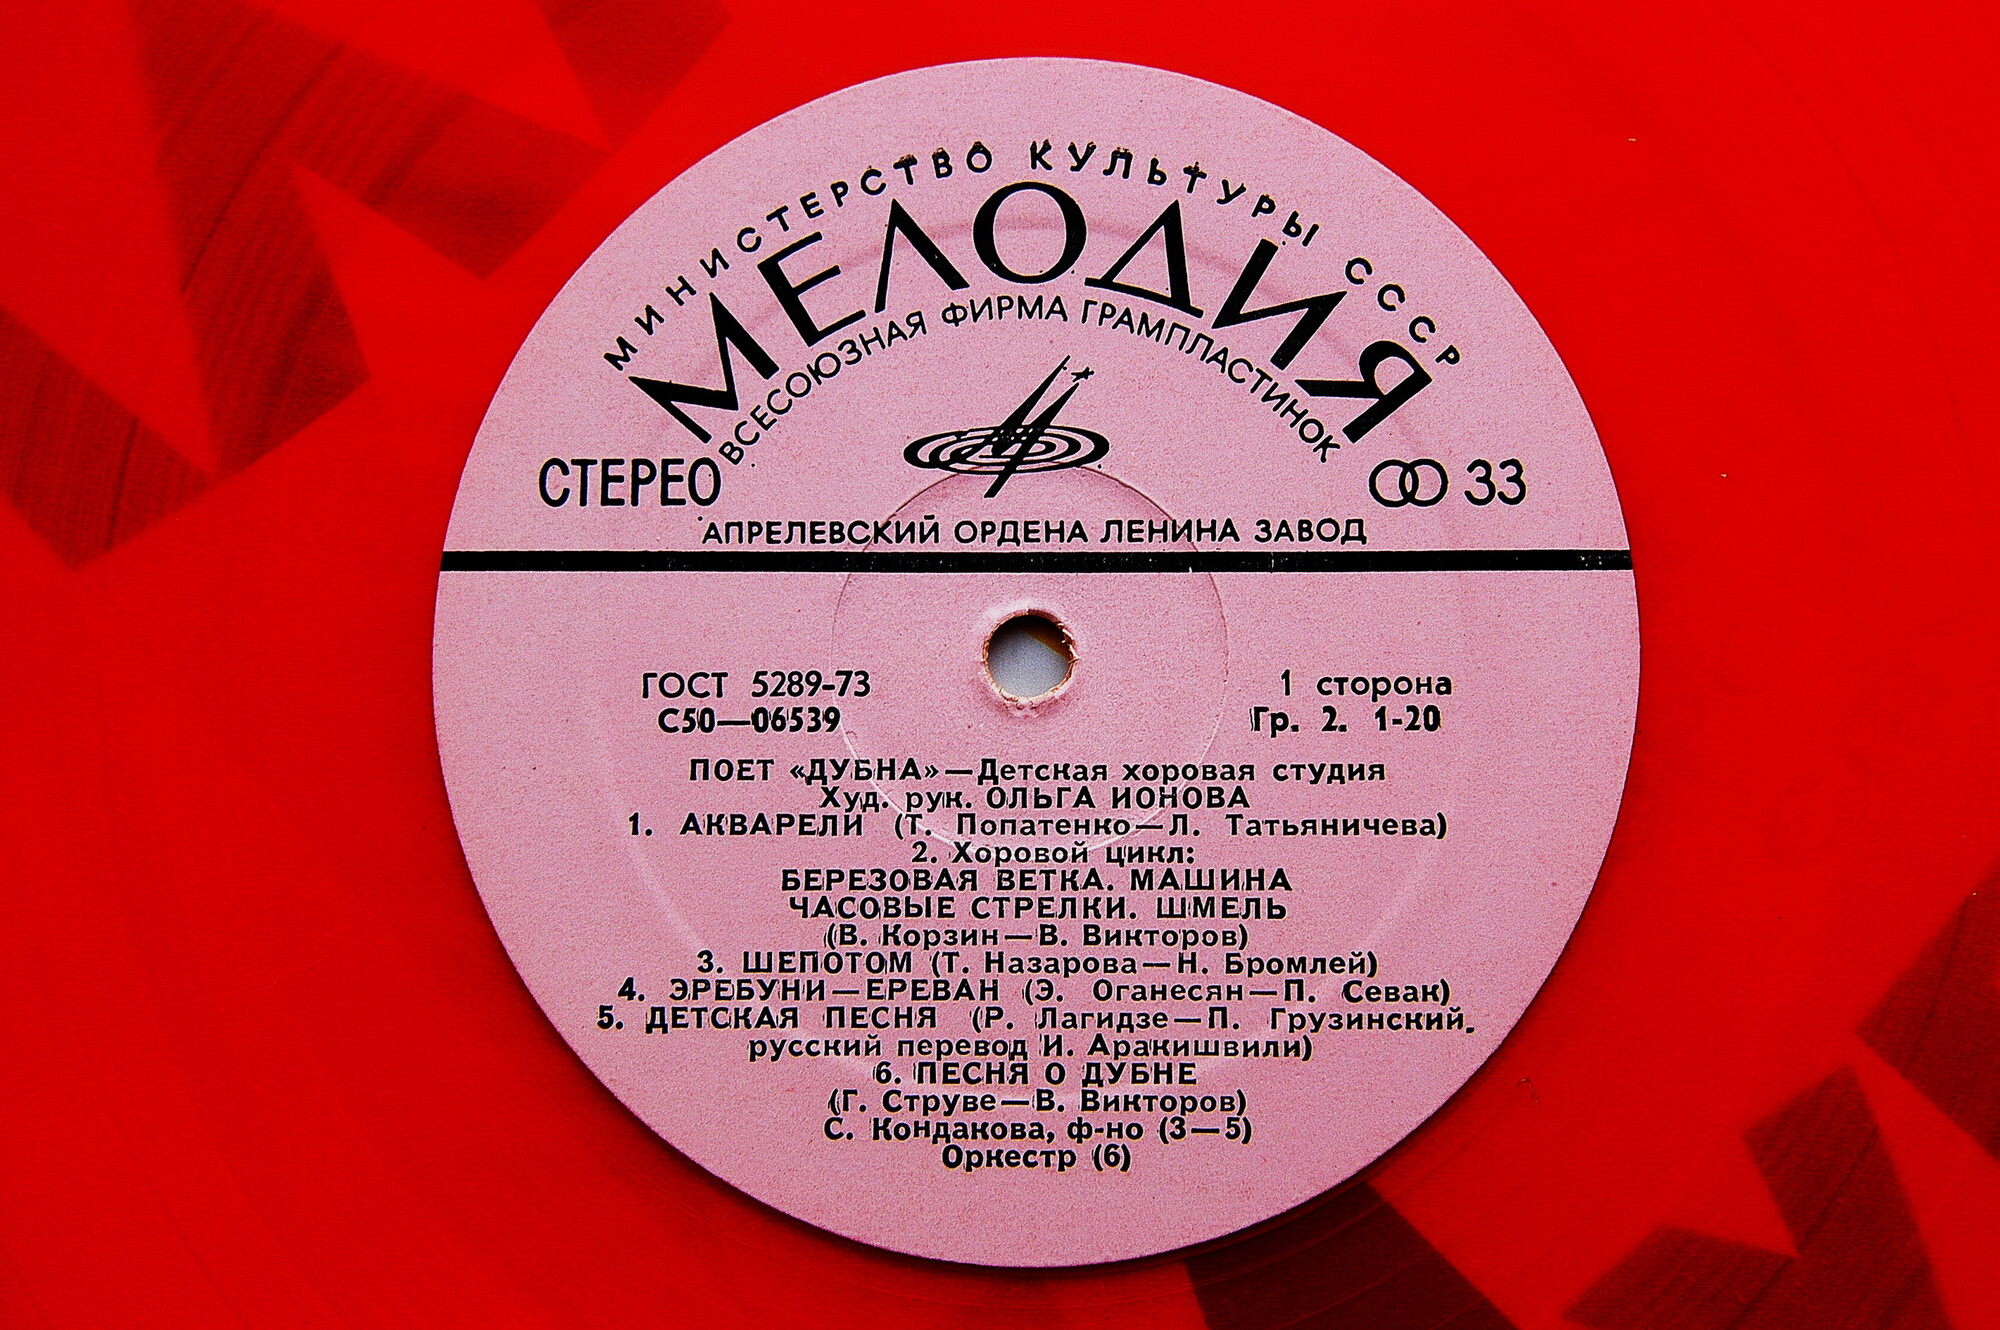 МИНИСТЕРСТВО КУЛЬТУРЫ СССР
МЕЛОДИЯ
ВСЕСОЮЗНАЯ ФИРМА ГРАМПЛАСТИНОК
СТЕРЕО
33
АПРЕЛЕВСКИЙ ОРДЕНА ЛЕНИНА ЗАВОД
ГОСТ 5289-73
1 сторона
С50—06539
Гр. 2. 1-20
ПОЕТ «ДУБНА»—Детская хоровая студия
Худ. рук. ОЛЬГА ИОНОВА
1. АКВАРЕЛИ (Т. Попатенко—Л. Татьяничева)
2. Хоровой цикл:
БЕРЕЗОВАЯ ВЕТКА. МАШИНА
ЧАСОВЫЕ СТРЕЛКИ. ШМЕЛЬ
(В. Корзин—В. Викторов)
3. ШЕПОТОМ (Т. Назарова—Н. Бромлей)
4. ЭРЕБУНИ—ЕРЕВАН (Э. Оганесян—П. Севак)
5. ДЕТСКАЯ ПЕСНЯ (Р. Лагидзе—П. Грузинский.
русский перевод И. Аракишвили)
6. ПЕСНЯ О ДУБНЕ
(Г. Струве—В. Викторов)
С. Кондакова, ф-но (3—5)
Оркестр (6)